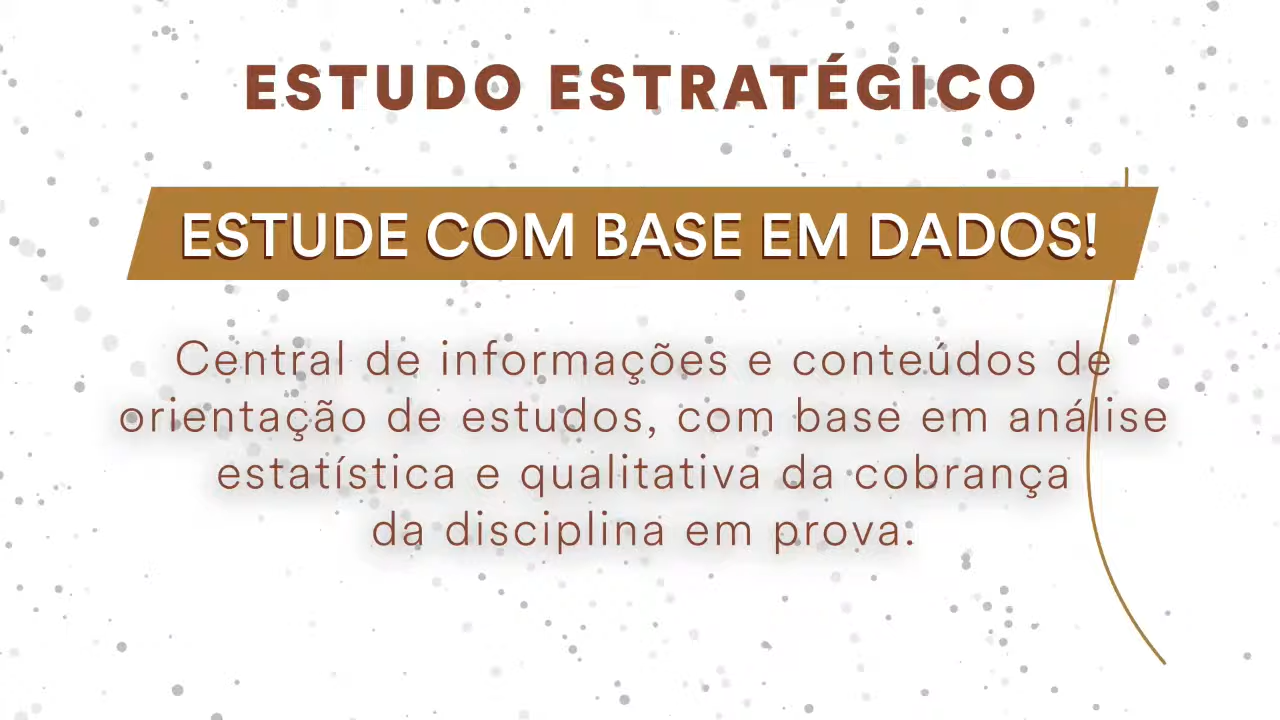 ESTUDO ESTRATÉGICO
ESTUDE COM BASE EM DADOS!
Central de informações e conteúdos de
orientação de estudos, com base em análise
estatística e qualitativa da cobrança
da disciplina em prova.